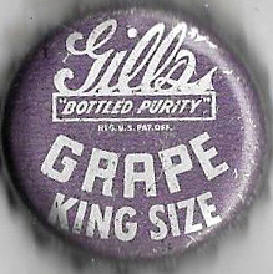 Gill's
"BOTTLED PURITY"
REG.U.S.PAT.OFF.
GRAPE
KING SIZE